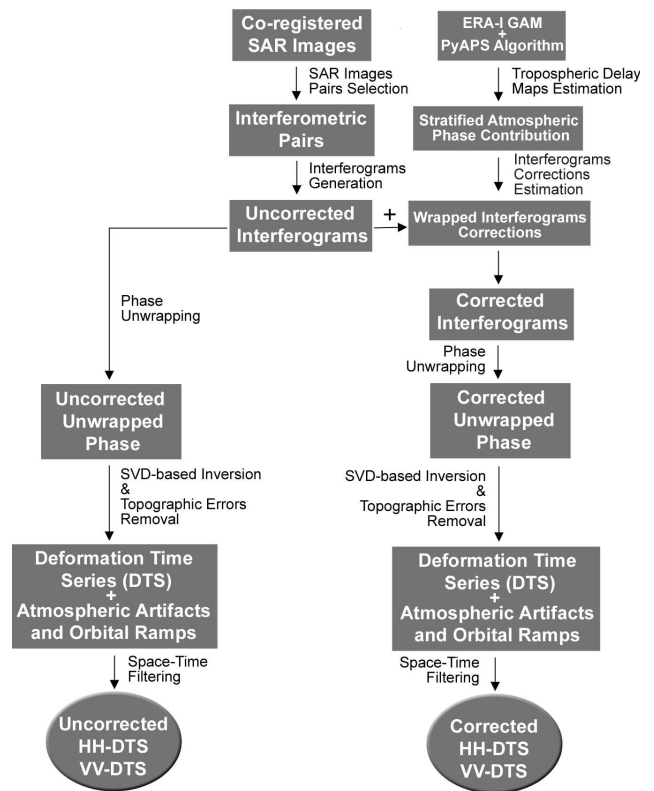 Co-registered
SAR Images
ERA-I GAM
+
PyAPS Algorithm
SAR Images
Pairs Selection
Tropospheric Delay
Maps Estimation
Interferometric
Pairs
Stratified Atmospheric
Phase Contribution
Interferograms
Generation
Interferograms
Corrections
Estimation
Uncorrected
Interferograms
+
Wrapped Interferograms
Corrections
Phase
Unwrapping
Corrected
Interferograms
Phase
Unwrapping
Uncorrected
Unwrapped
Phase
Corrected
Unwrapped
Phase
SVD-based Inversion
&
Topographic Errors
Removal
SVD-based Inversion
&
Topographic Errors
Removal
Deformation Time
Series (DTS)
+
Atmospheric Artifacts
and Orbital Ramps
Deformation Time
Series (DTS)
+
Atmospheric Artifacts
and Orbital Ramps
Space-Time
Filtering
Space-Time
Filtering
Uncorrected
HH-DTS
VV-DTS
Corrected
HH-DTS
VV-DTS